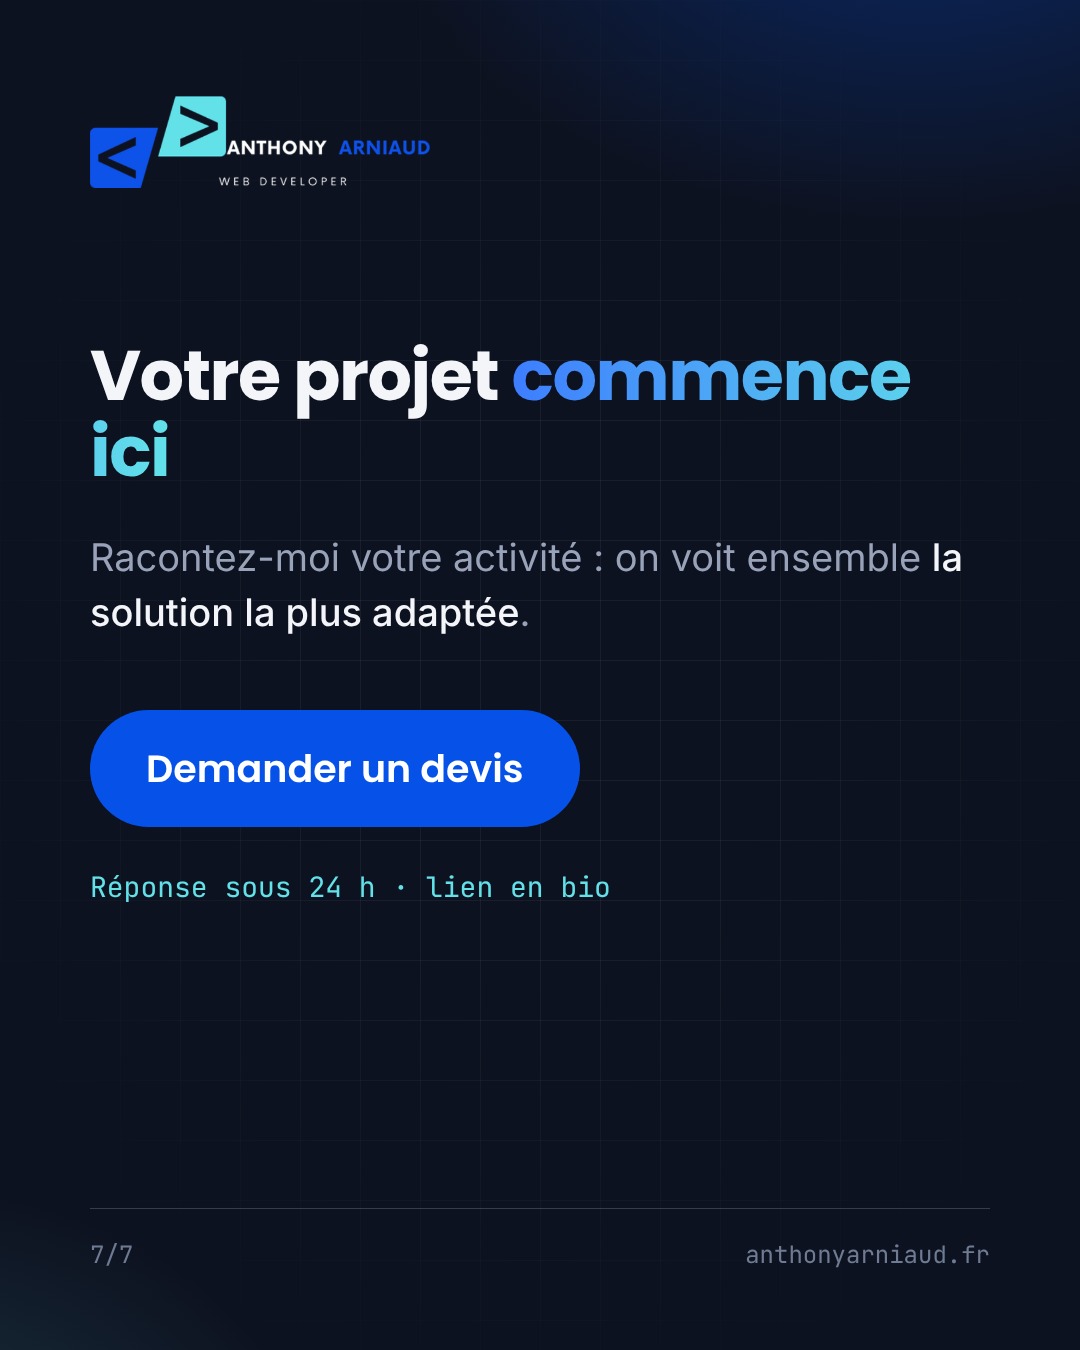 < >
ANTHONY ARNIAUD
WEB DEVELOPER
Votre projet commence
ici
Racontez-moi votre activité : on voit ensemble la
solution la plus adaptée.
Demander un devis
Réponse sous 24 h · lien en bio
7/7
anthonyarniaud.fr